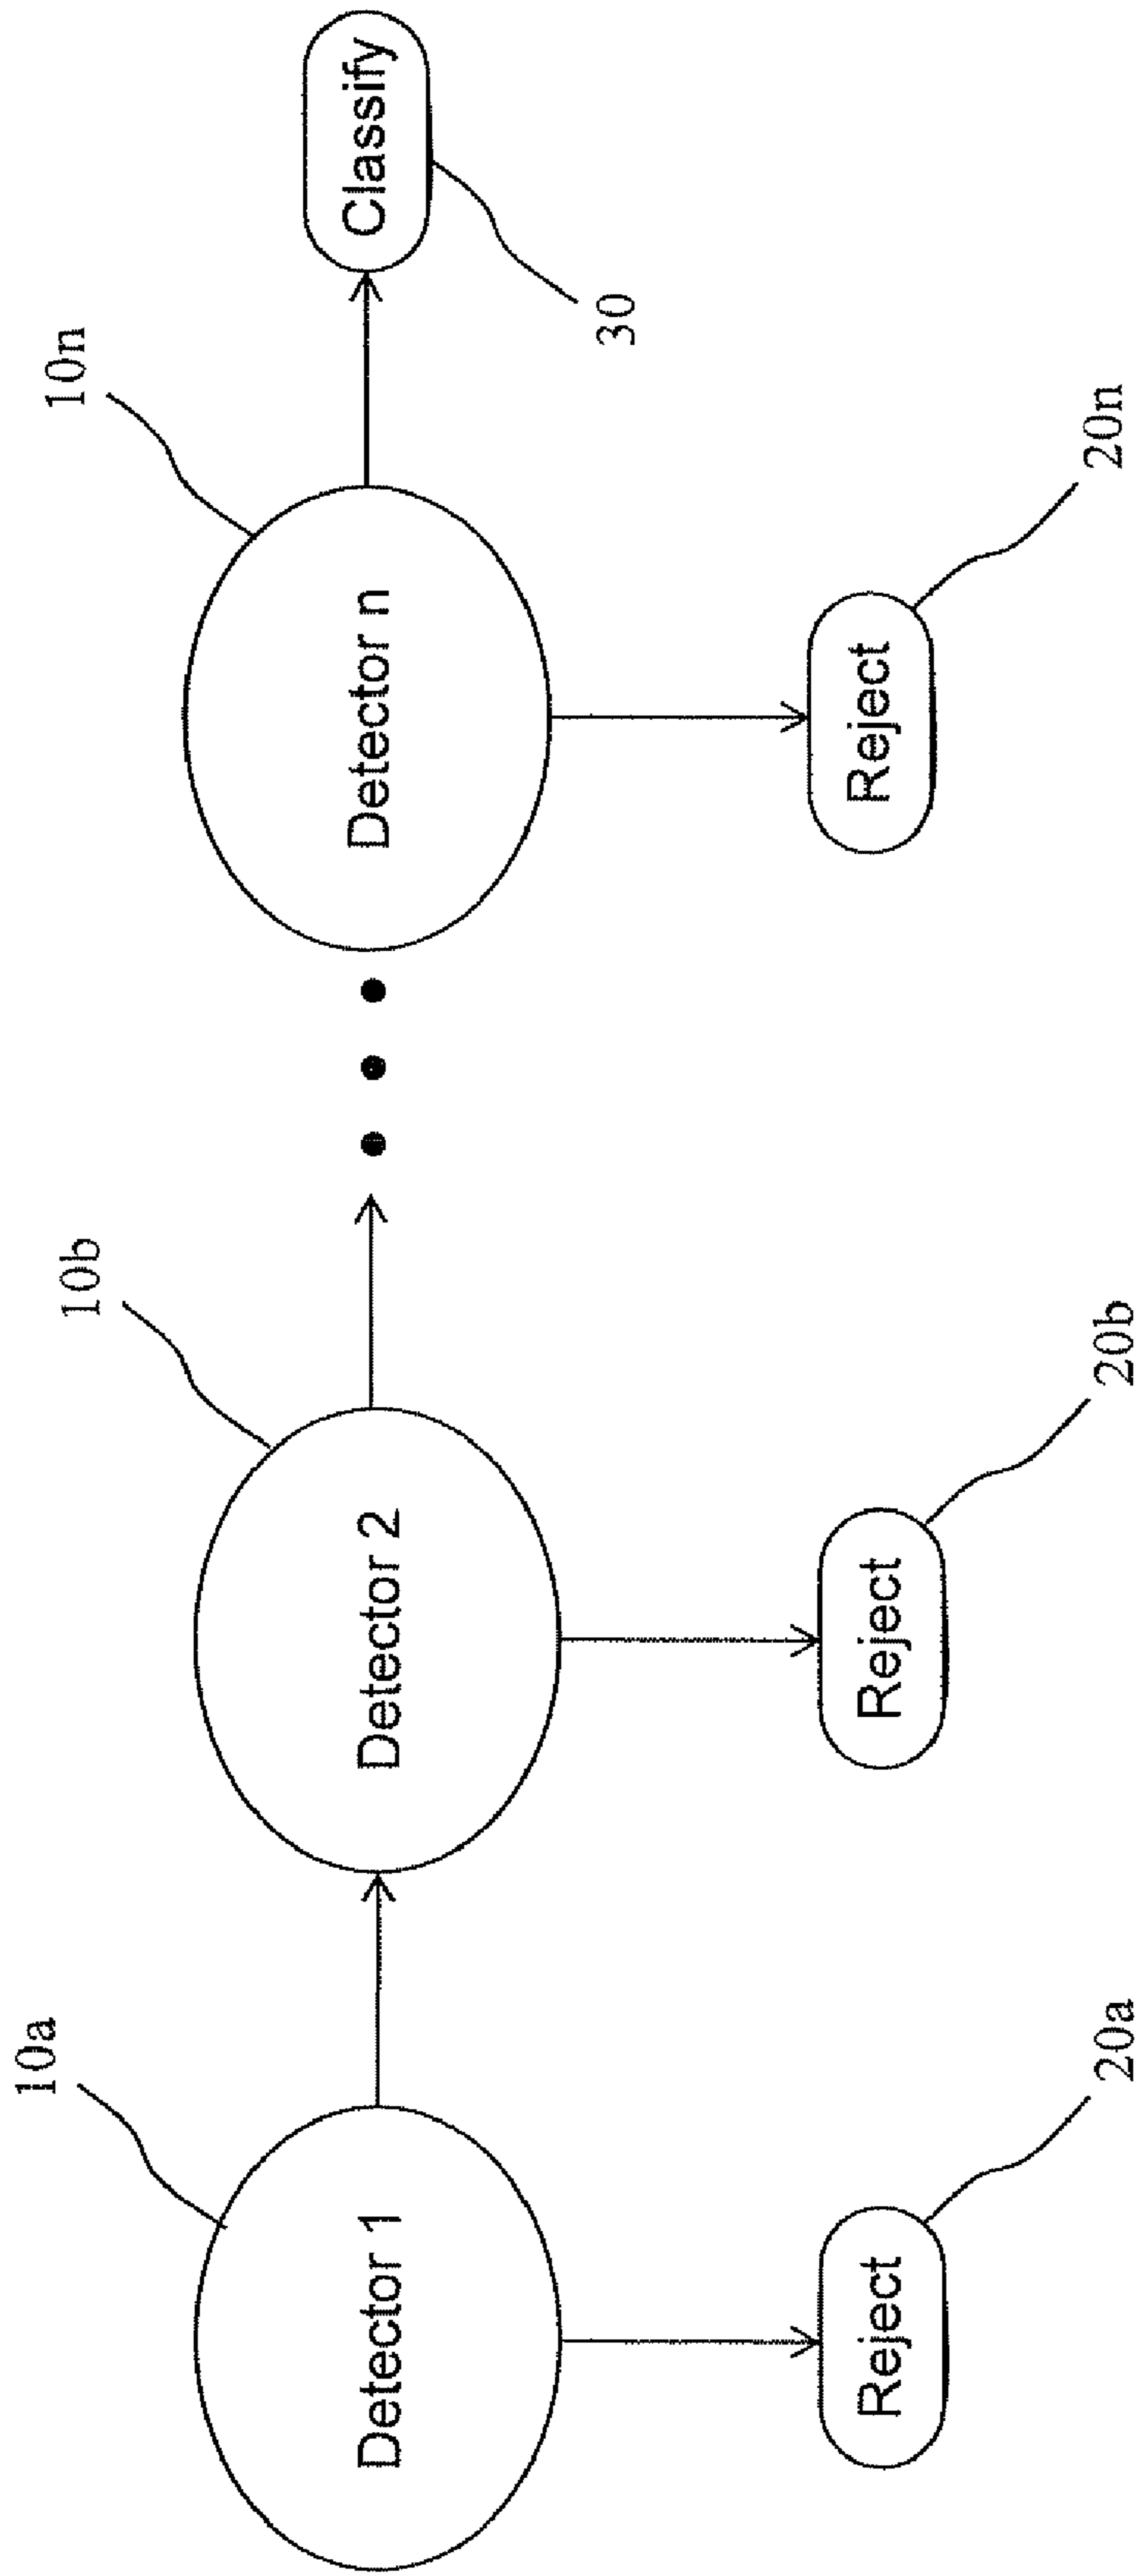 10a
10b
10n
Detector 1
Detector 2
Detector n
Classify
30
Reject
Reject
Reject
20a
20b
20n